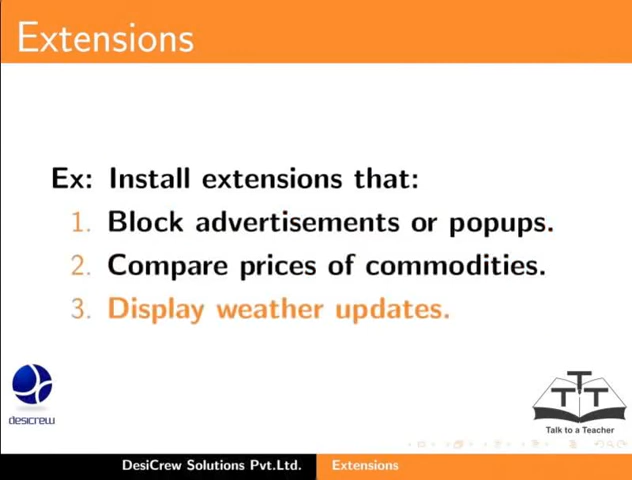 Extensions
Ex: Install extensions that:
1. Block advertisements or popups.
2. Compare prices of commodities.
3. Display weather updates.
desicrew
TTT
Talk to a Teacher
DesiCrew Solutions Pvt.Ltd. Extensions